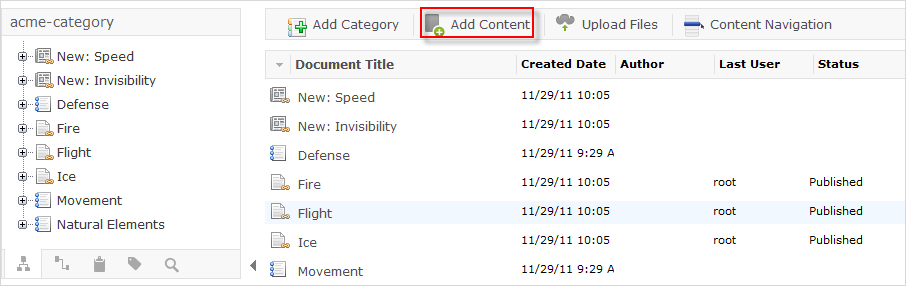 acme-category
New: Speed
New: Invisibility
Defense
Fire
Flight
Ice
Movement
Natural Elements
Add Category Add Content Upload Files Content Navigation
Document Title Created Date Author Last User Status
New: Speed 11/29/11 10:05
New: Invisibility 11/29/11 10:05
Defense 11/29/11 9:29 A
Fire 11/29/11 10:05 root Published
Flight 11/29/11 10:05 root Published
Ice 11/29/11 10:05 root Published
Movement 11/29/11 9:29 A